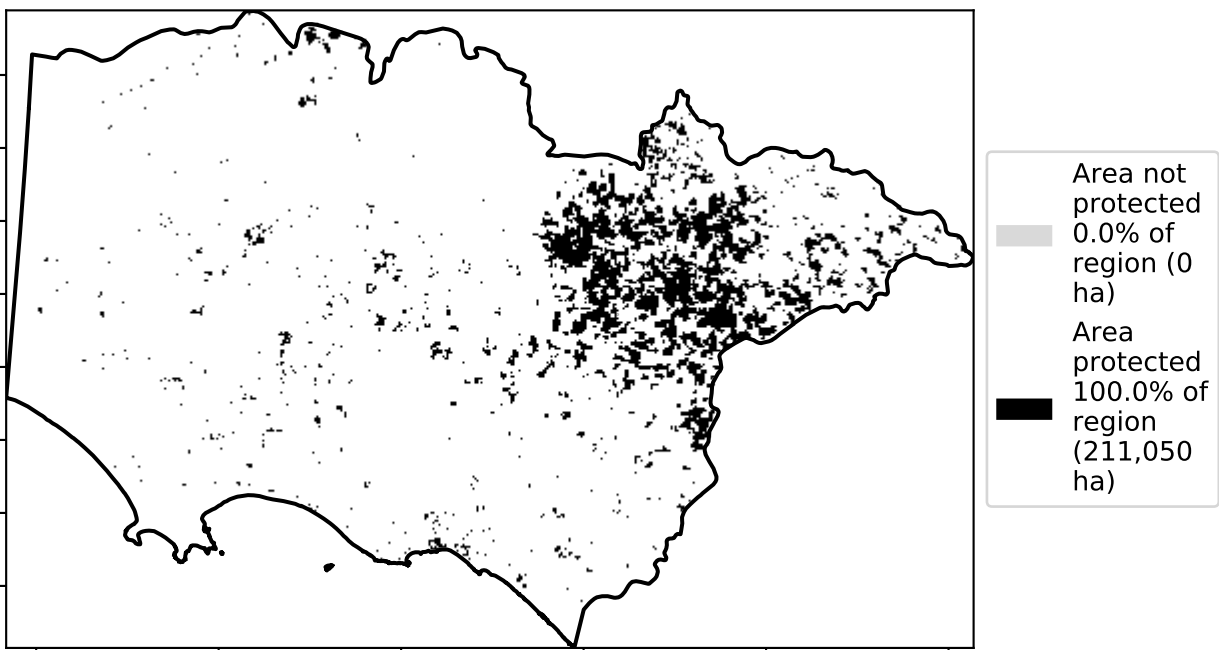 Area not
protected
0.0% of
region (0
ha)
Area
protected
100.0% of
region
(211,050
ha)